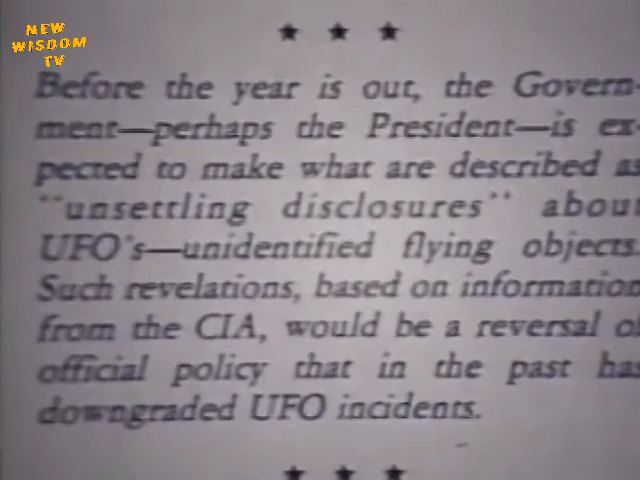 NEW
WISDOM
TV
★ ★ ★
Before the year is out, the Govern-
ment—perhaps the President—is ex-
pected to make what are described as
"unsettling disclosures" about
UFO's—unidentified flying objects.
Such revelations, based on information
from the CIA, would be a reversal of
official policy that in the past has
downgraded UFO incidents.
★ ★ ★